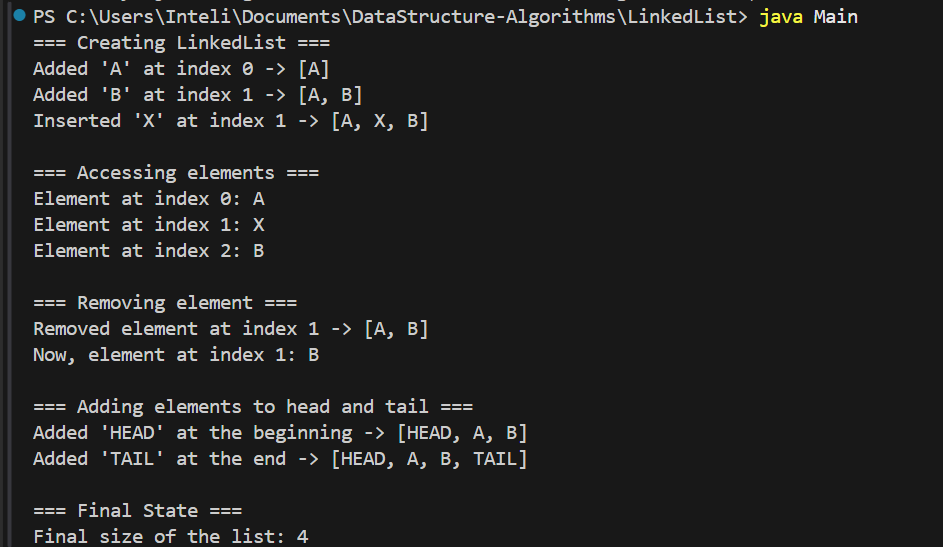 PS C:\Users\Inteli\Documents\DataStructure-Algorithms\LinkedList> java Main
=== Creating LinkedList ===
Added 'A' at index 0 -> [A]
Added 'B' at index 1 -> [A, B]
Inserted 'X' at index 1 -> [A, X, B]

=== Accessing elements ===
Element at index 0: A
Element at index 1: X
Element at index 2: B

=== Removing element ===
Removed element at index 1 -> [A, B]
Now, element at index 1: B

=== Adding elements to head and tail ===
Added 'HEAD' at the beginning -> [HEAD, A, B]
Added 'TAIL' at the end -> [HEAD, A, B, TAIL]

=== Final State ===
Final size of the list: 4